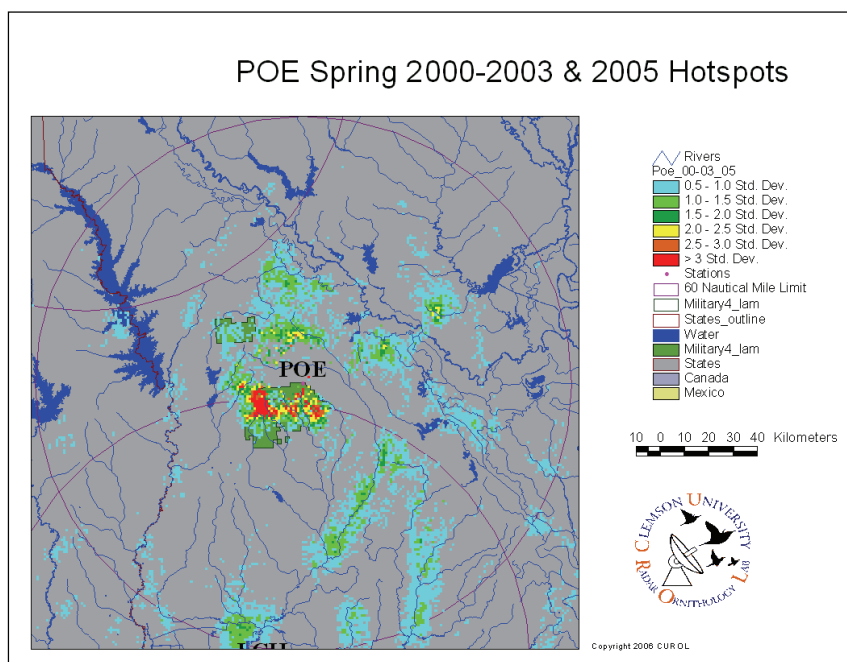 POE Spring 2000-2003 & 2005 Hotspots
POE
Rivers
Poe_00-03_05
0.5 - 1.0 Std. Dev.
1.0 - 1.5 Std. Dev.
1.5 - 2.0 Std. Dev.
2.0 - 2.5 Std. Dev.
2.5 - 3.0 Std. Dev.
> 3 Std. Dev.
Stations
60 Nautical Mile Limit
Military4_lam
States_outline
Water
Military4_lam
States
Canada
Mexico
10 0 10 20 30 40 Kilometers
CLEMSON UNIVERSITY
RADAR ORNITHOLOGY LAB
Copyright 2006 CUROL